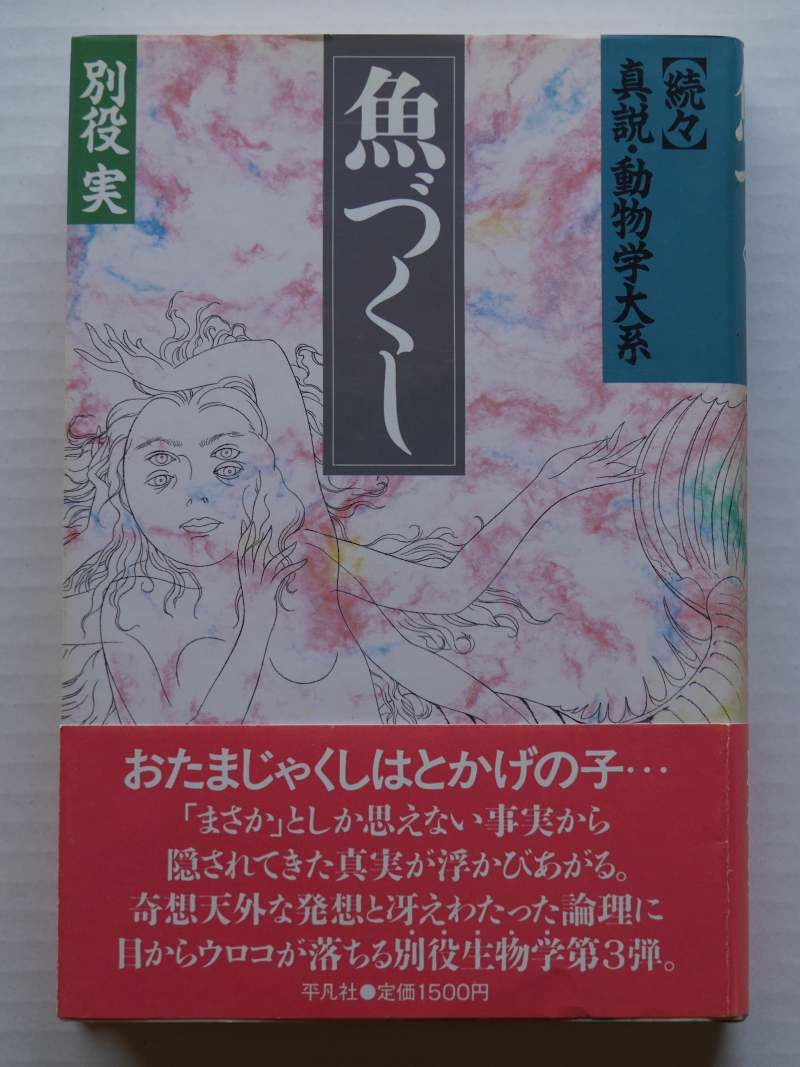 【続々】
真説・動物学大系
魚づくし
別役 実
おたまじゃくしはとかげの子…
「まさか」としか思えない事実から
隠されてきた真実が浮かびあがる。
奇想天外な発想と冴えわたった論理に
目からウロコが落ちる別役生物学第3弾。
平凡社●定価1500円